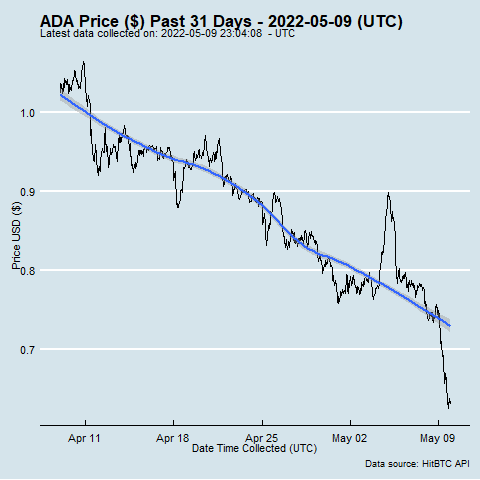 ADA Price ($) Past 31 Days - 2022-05-09 (UTC)
Latest data collected on: 2022-05-09 23:04:08 - UTC
Price USD ($)
1.0
0.9
0.8
0.7
Apr 11 Apr 18 Apr 25 May 02 May 09
Date Time Collected (UTC)
Data source: HitBTC API